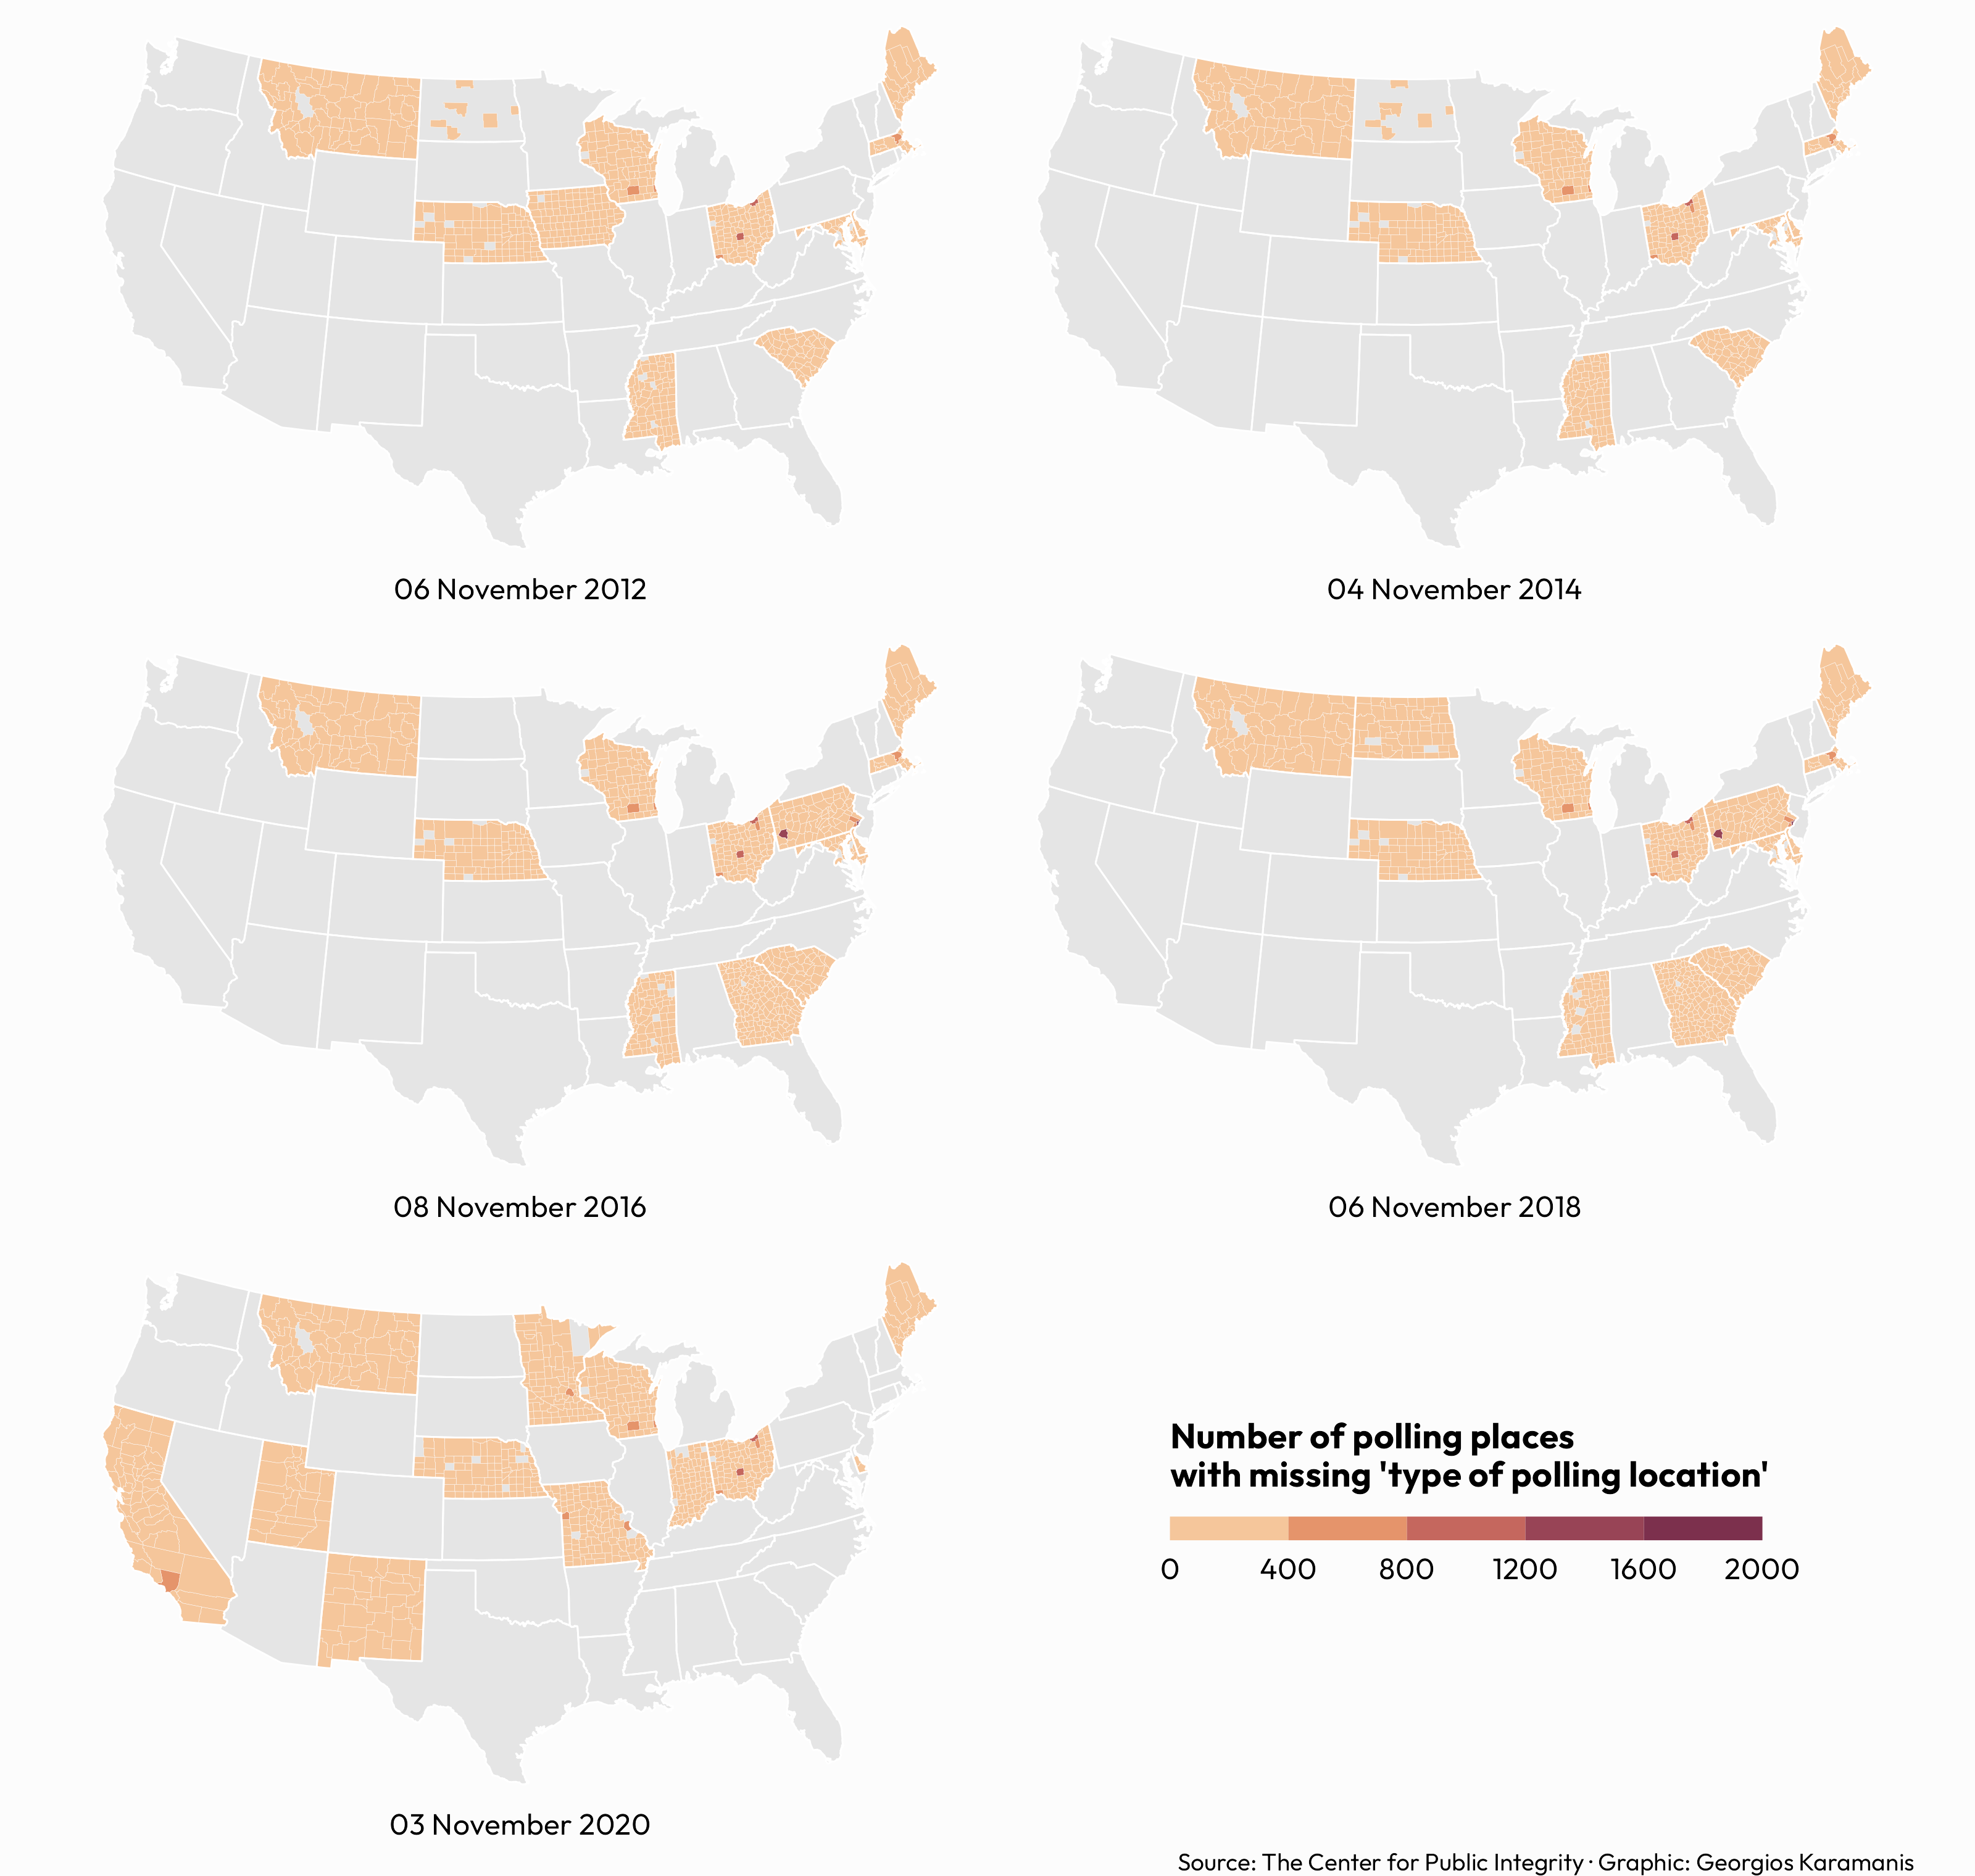 06 November 2012
04 November 2014
08 November 2016
06 November 2018
03 November 2020
Number of polling places
with missing 'type of polling location'
0 400 800 1200 1600 2000
Source: The Center for Public Integrity · Graphic: Georgios Karamanis